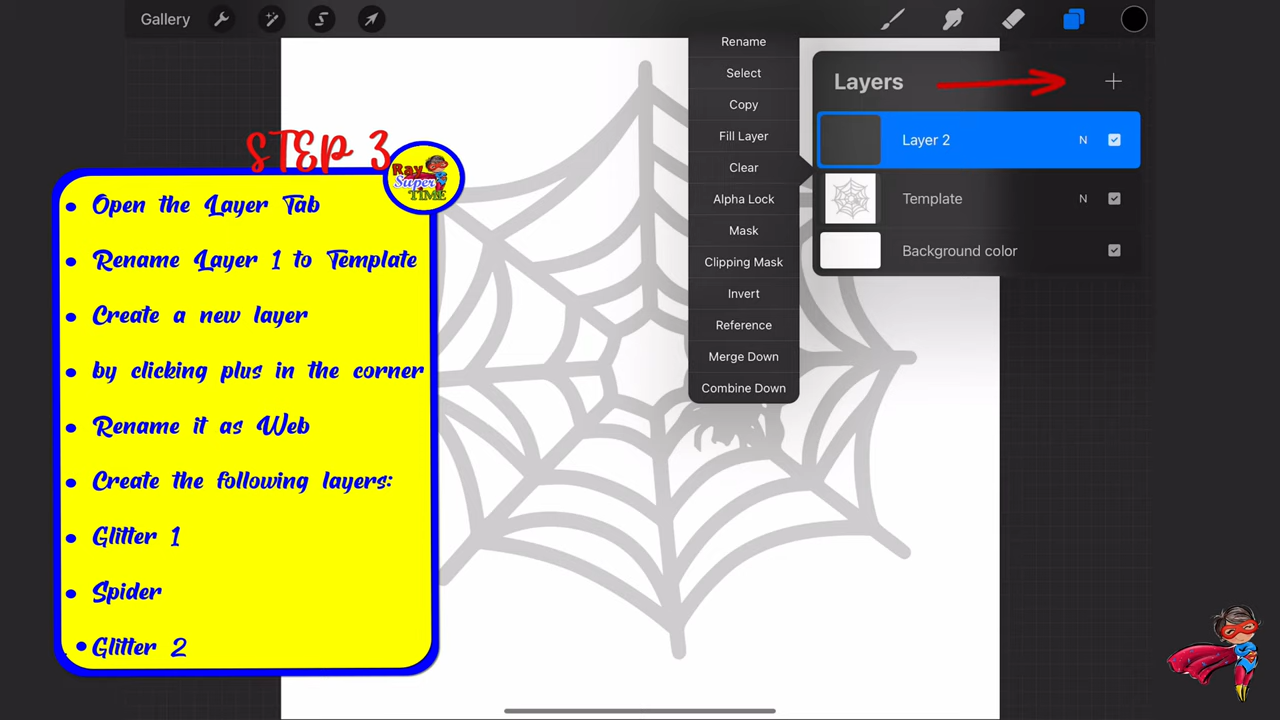 Gallery
Rename
Select
Copy
Fill Layer
Clear
Alpha Lock
Mask
Clipping Mask
Invert
Reference
Merge Down
Combine Down
Layers
Layer 2 N
Template N
Background color
STEP 3
Ray
Super
TIME
• Open the Layer Tab
• Rename Layer 1 to Template
• Create a new layer
• by clicking plus in the corner
• Rename it as Web
• Create the following layers:
• Glitter 1
• Spider
• Glitter 2